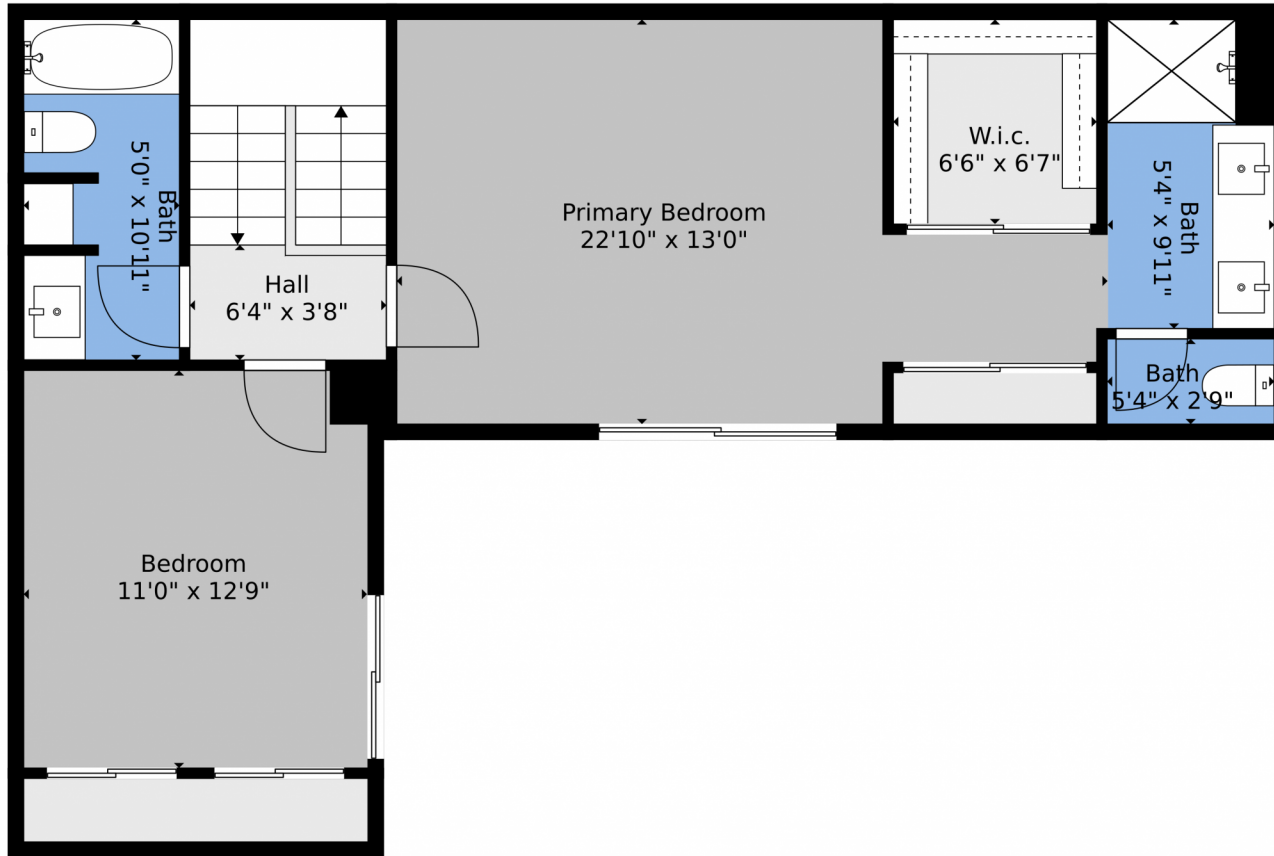 Bath
5'0" x 10'11"
Hall
6'4" x 3'8"
Primary Bedroom
22'10" x 13'0"
W.i.c.
6'6" x 6'7"
Bath
5'4" x 9'11"
Bath
5'4" x 2'9"
Bedroom
11'0" x 12'9"